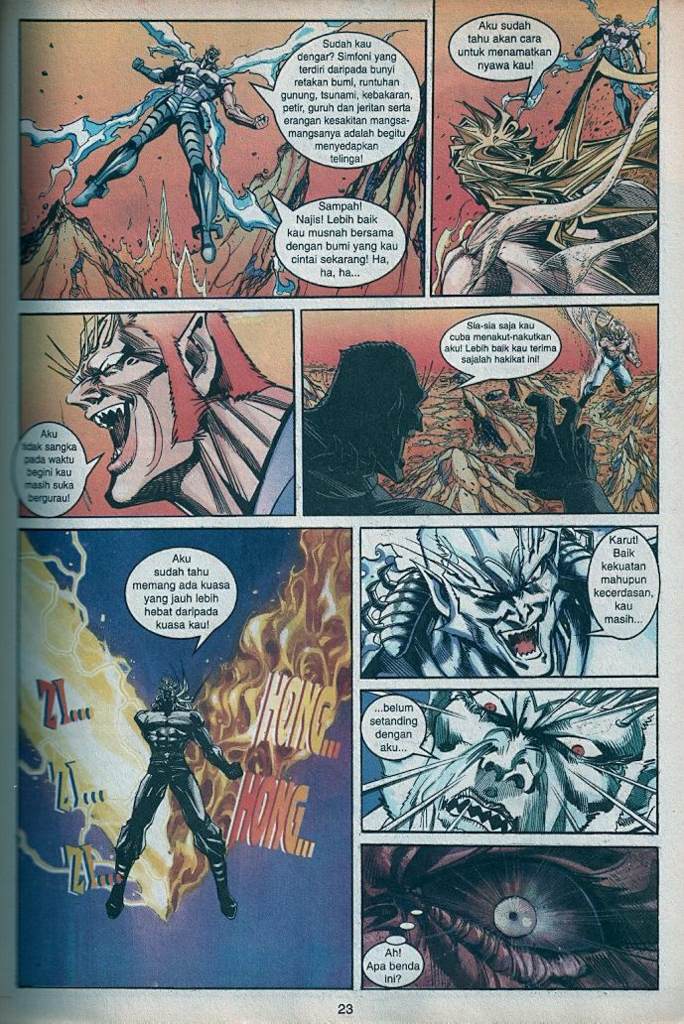 Sudah kau
dengar? Simfoni yang
terdiri daripada bunyi
retakan bumi, runtuhan
gunung, tsunami, kebakaran,
petir, guruh dan jeritan serta
erangan kesakitan mangsa-
mangsanya adalah begitu
menyedapkan
telinga!
Sampah!
Najis! Lebih baik
kau musnah bersama
dengan bumi yang kau
cintai sekarang! Ha,
ha, ha...
Aku sudah
tahu akan cara
untuk menamatkan
nyawa kau!
Aku
tidak sangka
pada waktu
begini kau
masih suka
bergurau!
Sia-sia saja kau
cuba menakut-nakutkan
aku! Lebih baik kau terima
sajalah hakikat ini!
Aku
sudah tahu
memang ada kuasa
yang jauh lebih
hebat daripada
kuasa kau!
ZI...
ZI...
ZI...
HONG...
HONG...
Karut!
Baik
kekuatan
mahupun
kecerdasan,
kau
masih...
...belum
setanding
dengan
aku...
Ah!
Apa benda
ini?
23